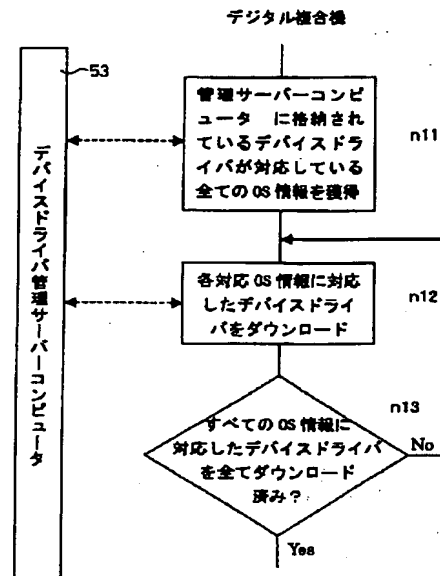 デジタル複合機
53
デバイスドライバ管理サーバーコンピュータ
管理サーバーコンピ
ュータ に格納され
ているデバイスドラ
イバが対応している
全てのOS情報を獲得
n11
各対応OS情報に対応
したデバイスドライ
バをダウンロード
n12
すべてのOS情報に
対応したデバイスドライバ
を全てダウンロード
済み？
n13
No
Yes